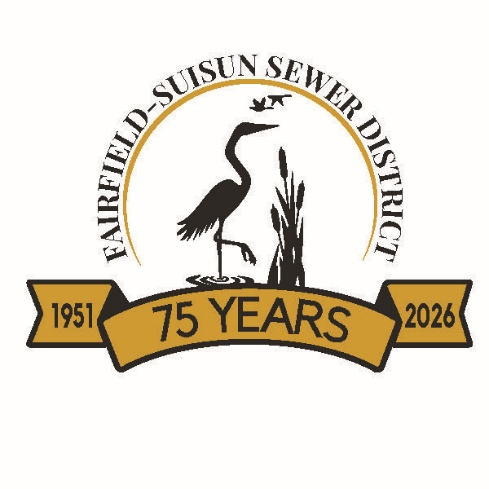 FAIRFIELD-SUISUN SEWER DISTRICT
1951 75 YEARS 2026